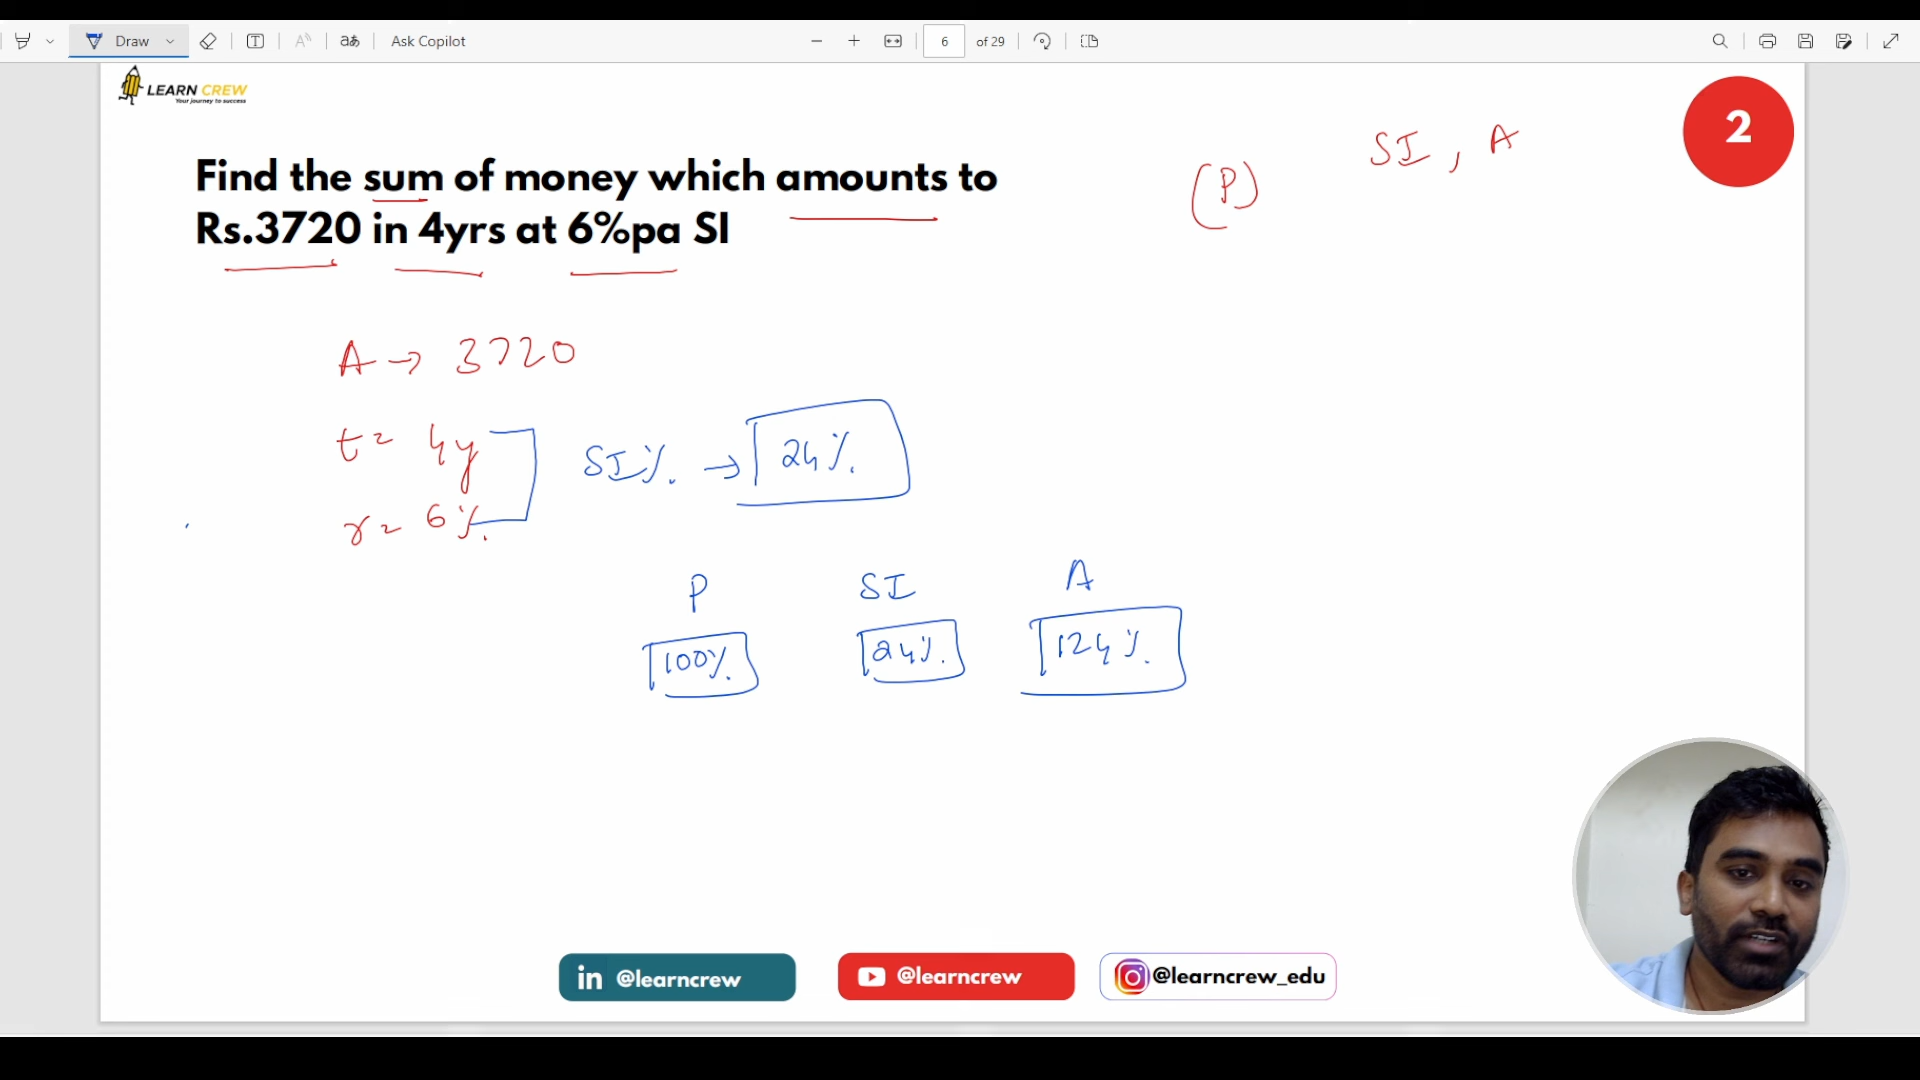 Draw
Ask Copilot
6 of 29
LEARN CREW
Your journey to success
2
Find the sum of money which amounts to
Rs.3720 in 4yrs at 6%pa SI
(P)
SI, A
A → 3720
t= 4y
r= 6%.
SI%. → 24%.
P SI A
100%. 24%. 124%.
in @learncrew
@learncrew
@learncrew_edu